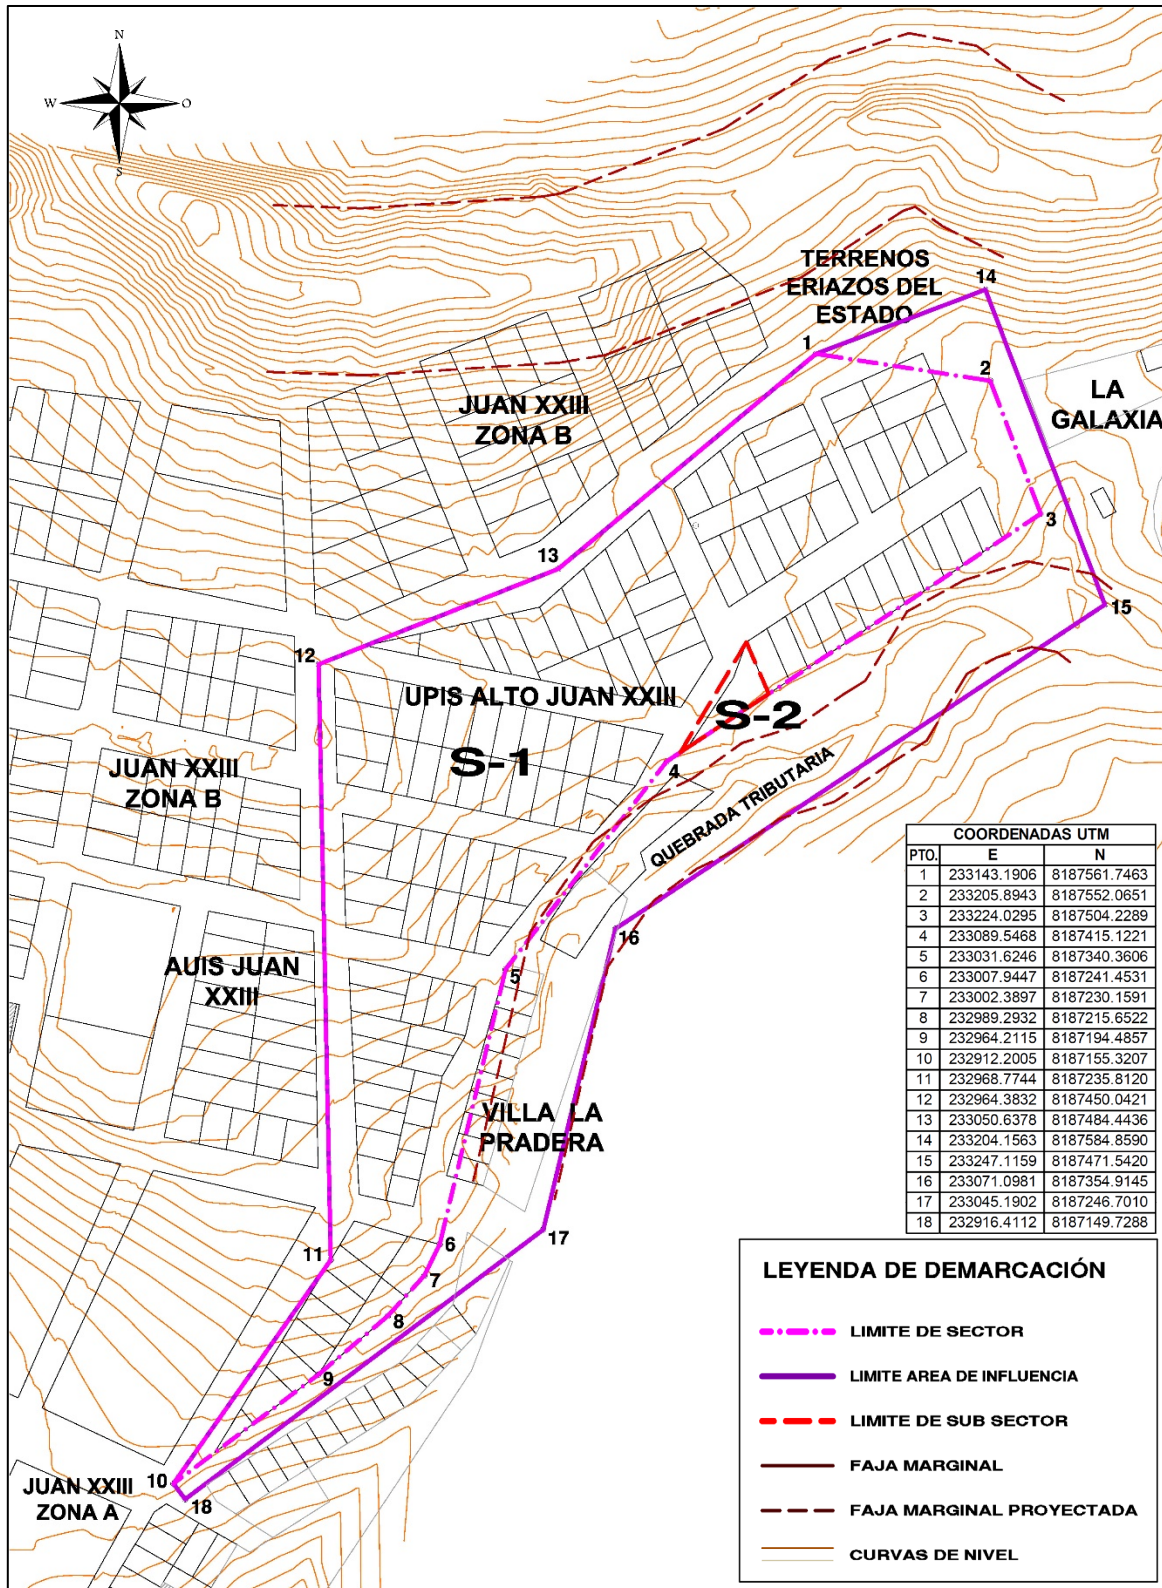 N
W
O
S
TERRENOS
ERIAZOS DEL
ESTADO
14
1
2
LA
GALAXIA
JUAN XXIII
ZONA B
3
13
15
12
UPIS ALTO JUAN XXIII
S-2
S-1
4
JUAN XXIII
ZONA B
QUEBRADA TRIBUTARIA
16
AUIS JUAN
XXIII
5
VILLA LA
PRADERA
6
17
11
7
8
9
10
18
JUAN XXIII
ZONA A
COORDENADAS UTM
PTO. E N
1 233143.1906 8187561.7463
2 233205.8943 8187552.0651
3 233224.0295 8187504.2289
4 233089.5468 8187415.1221
5 233031.6246 8187340.3606
6 233007.9447 8187241.4531
7 233002.3897 8187230.1591
8 232989.2932 8187215.6522
9 232964.2115 8187194.4857
10 232912.2005 8187155.3207
11 232968.7744 8187235.8120
12 232964.3832 8187450.0421
13 233050.6378 8187484.4436
14 233204.1563 8187584.8590
15 233247.1159 8187471.5420
16 233071.0981 8187354.9145
17 233045.1902 8187246.7010
18 232916.4112 8187149.7288
LEYENDA DE DEMARCACIÓN
LIMITE DE SECTOR
LIMITE AREA DE INFLUENCIA
LIMITE DE SUB SECTOR
FAJA MARGINAL
FAJA MARGINAL PROYECTADA
CURVAS DE NIVEL